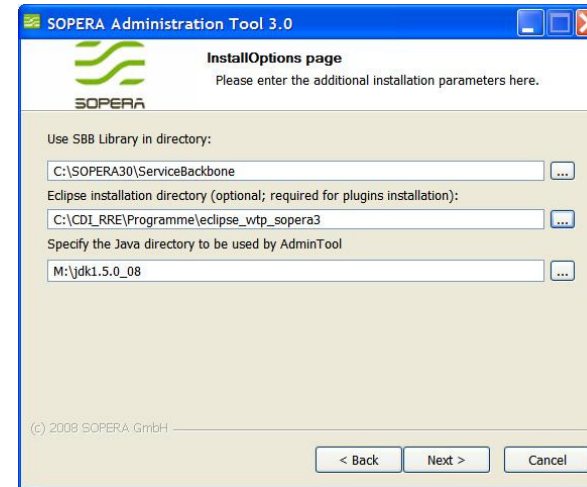 SOPERA Administration Tool 3.0
InstallOptions page
Please enter the additional installation parameters here.
SOPERA
Use SBB Library in directory:
C:\SOPERA30\ServiceBackbone
...
Eclipse installation directory (optional; required for plugins installation):
C:\CDI_RRE\Programme\eclipse_wtp_sopera3
...
Specify the Java directory to be used by AdminTool
M:\jdk1.5.0_08
...
(c) 2008 SOPERA GmbH
< Back Next > Cancel